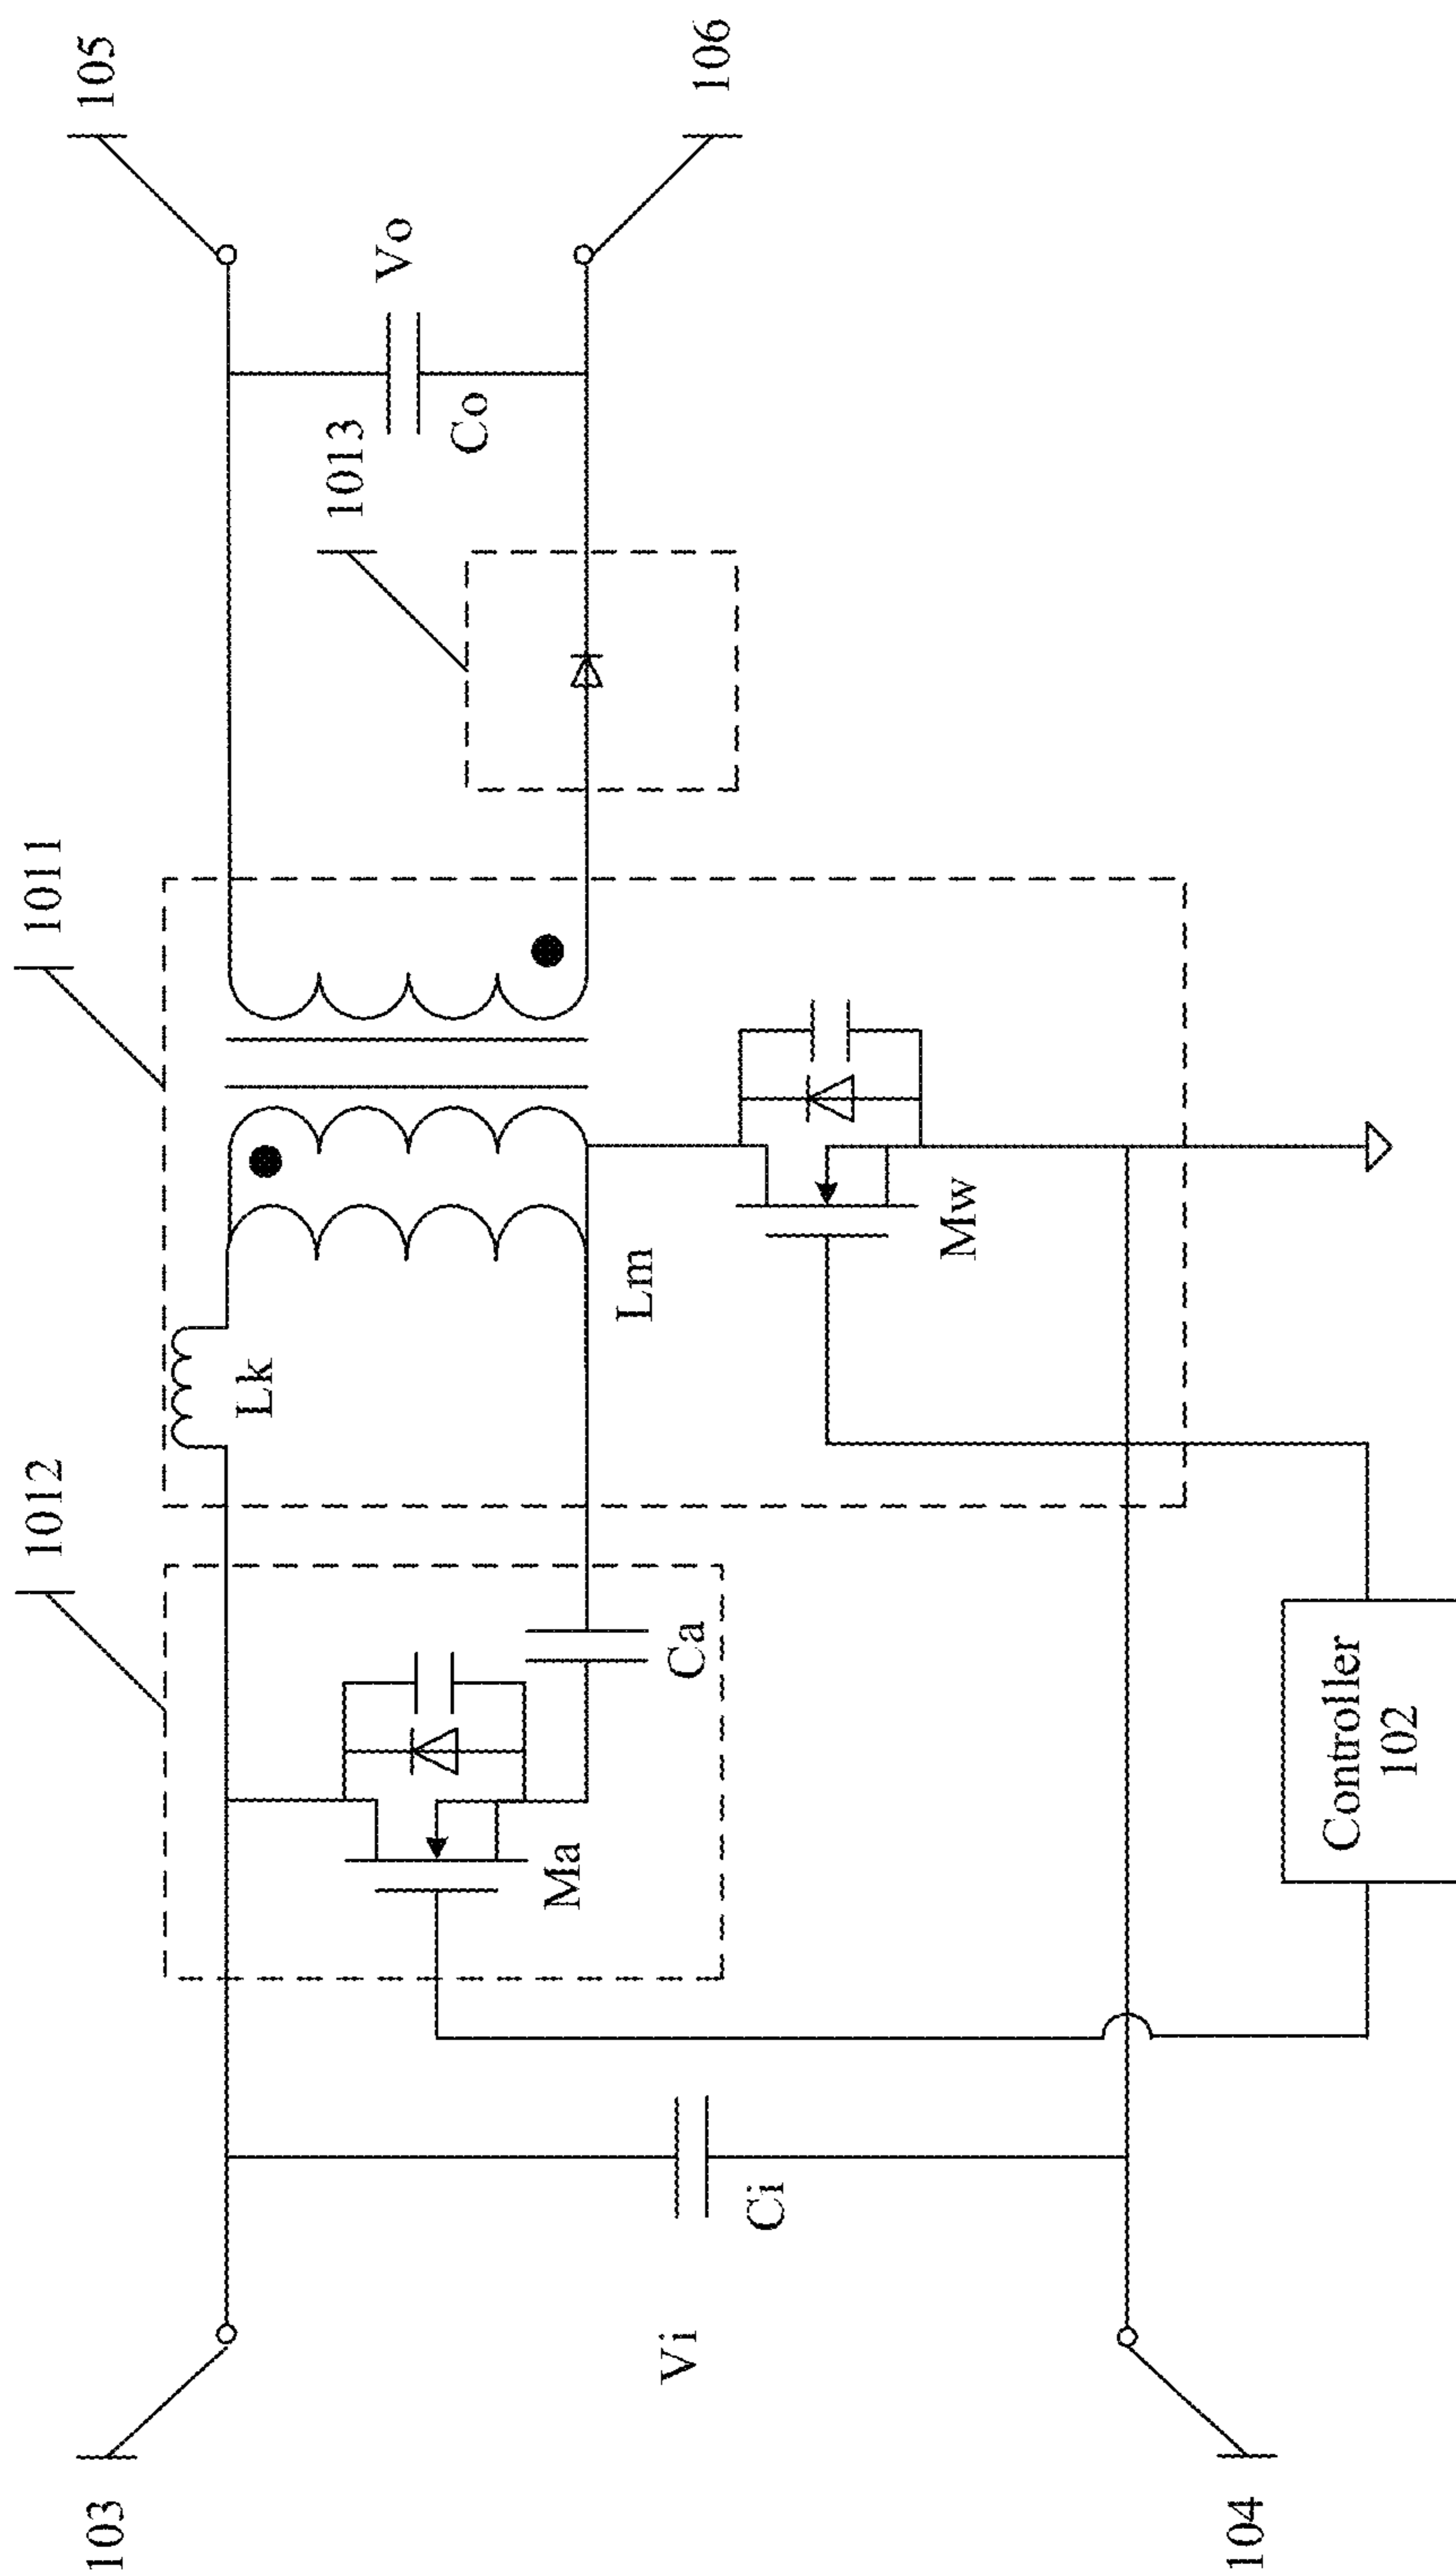 103
1012
1011
105
Lk
1013
Vo
Co
106
Ma
Ca
Lm
Mw
Vi
Ci
Controller
102
104